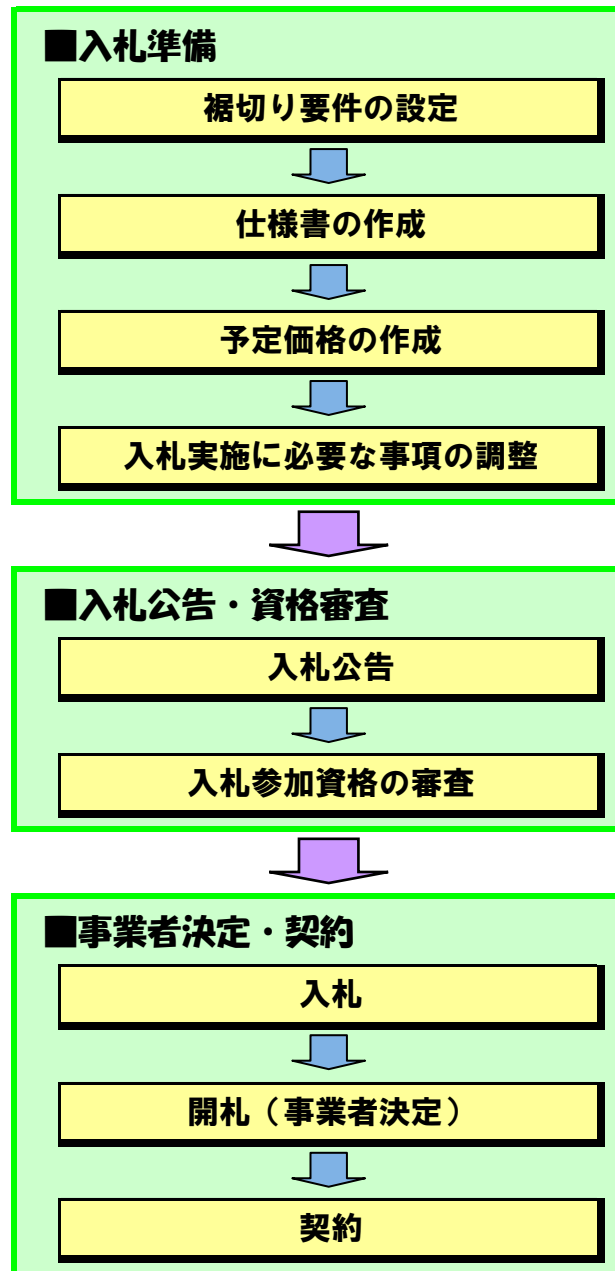 ■入札準備
裾切り要件の設定
仕様書の作成
予定価格の作成
入札実施に必要な事項の調整
■入札公告・資格審査
入札公告
入札参加資格の審査
■事業者決定・契約
入札
開札（事業者決定）
契約